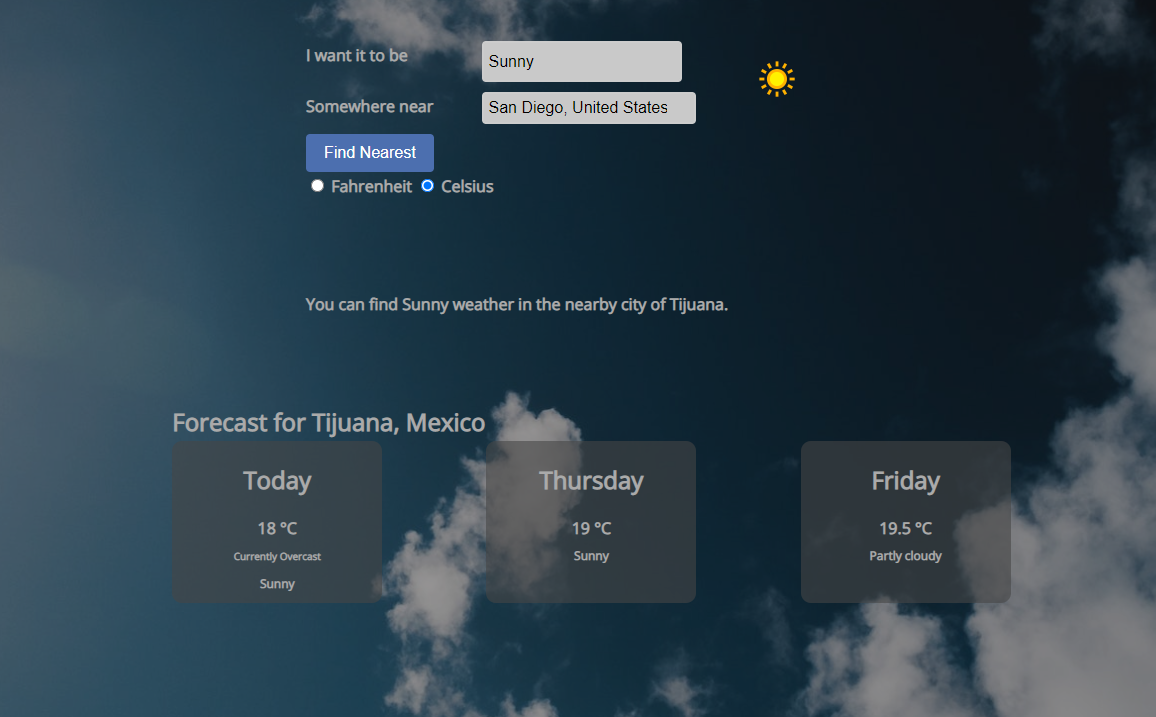 I want it to be
Sunny
Somewhere near
San Diego, United States
Find Nearest
Fahrenheit Celsius
You can find Sunny weather in the nearby city of Tijuana.
Forecast for Tijuana, Mexico
Today
18 °C
Currently Overcast
Sunny
Thursday
19 °C
Sunny
Friday
19.5 °C
Partly cloudy